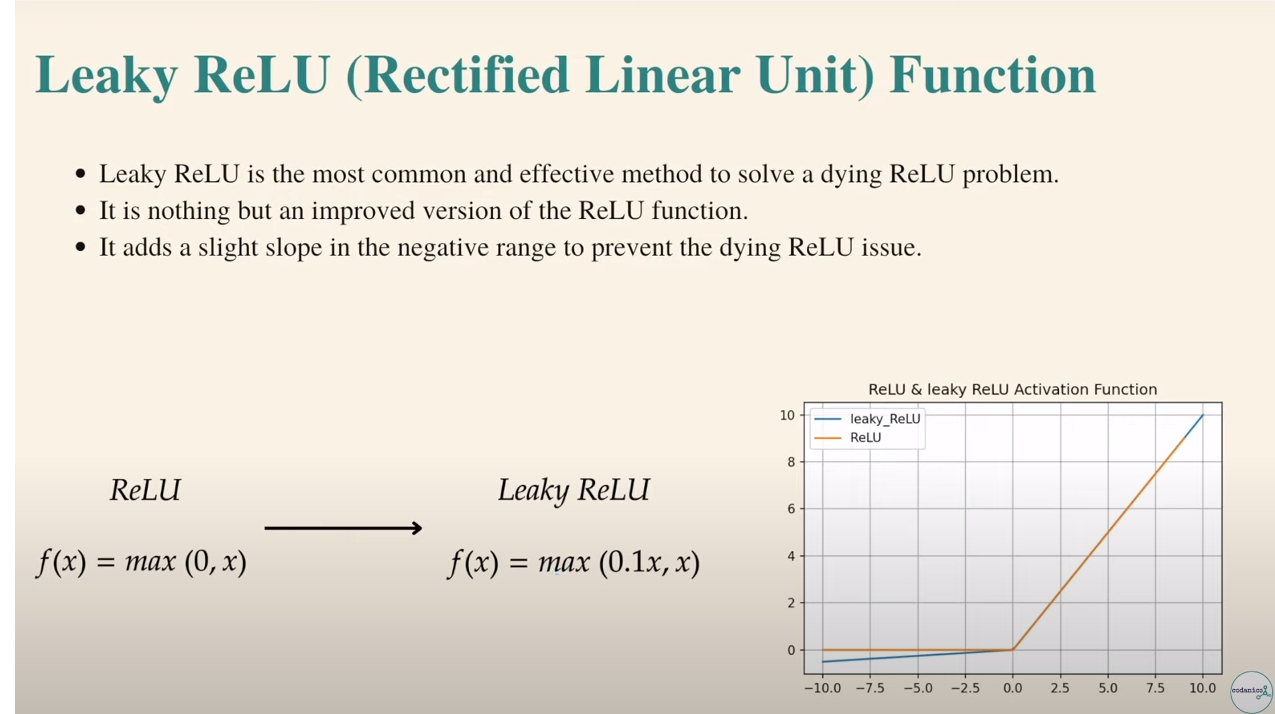 Leaky ReLU (Rectified Linear Unit) Function
• Leaky ReLU is the most common and effective method to solve a dying ReLU problem.
• It is nothing but an improved version of the ReLU function.
• It adds a slight slope in the negative range to prevent the dying ReLU issue.
ReLU
f(x) = max (0, x)
Leaky ReLU
f(x) = max (0.1x, x)
ReLU & leaky ReLU Activation Function
leaky_ReLU
ReLU
10
8
6
4
2
0
−10.0 −7.5 −5.0 −2.5 0.0 2.5 5.0 7.5 10.0
codanics